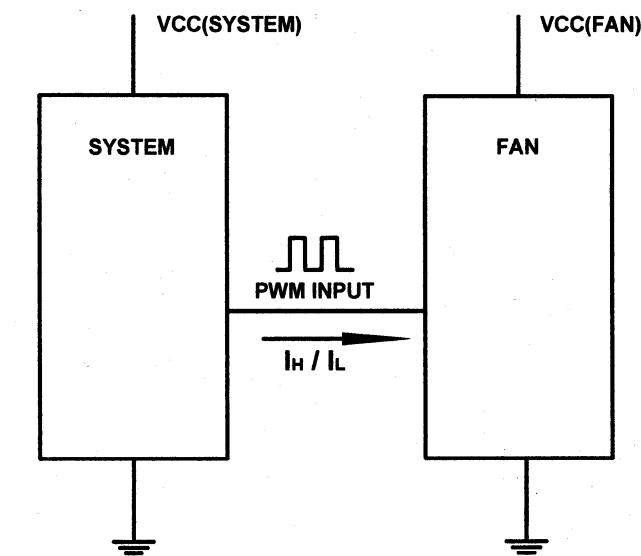 VCC(SYSTEM)
VCC(FAN)
SYSTEM
FAN
PWM INPUT
IH / IL